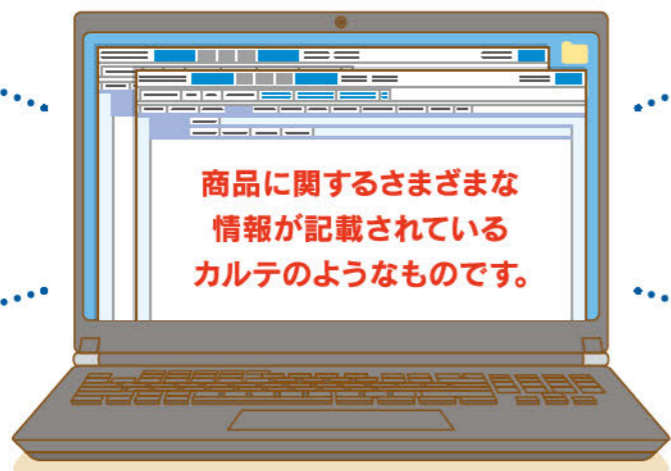 商品に関するさまざまな
情報が記載されている
カルテのようなものです。